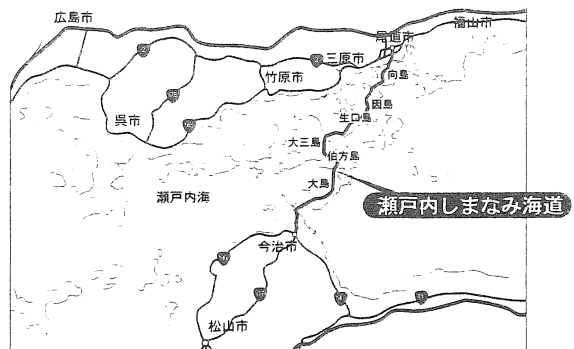 広島市
福山市
尾道市
三原市
向島
竹原市
因島
生口島
呉市
大三島
伯方島
大島
瀬戸内海
瀬戸内しまなみ海道
今治市
松山市